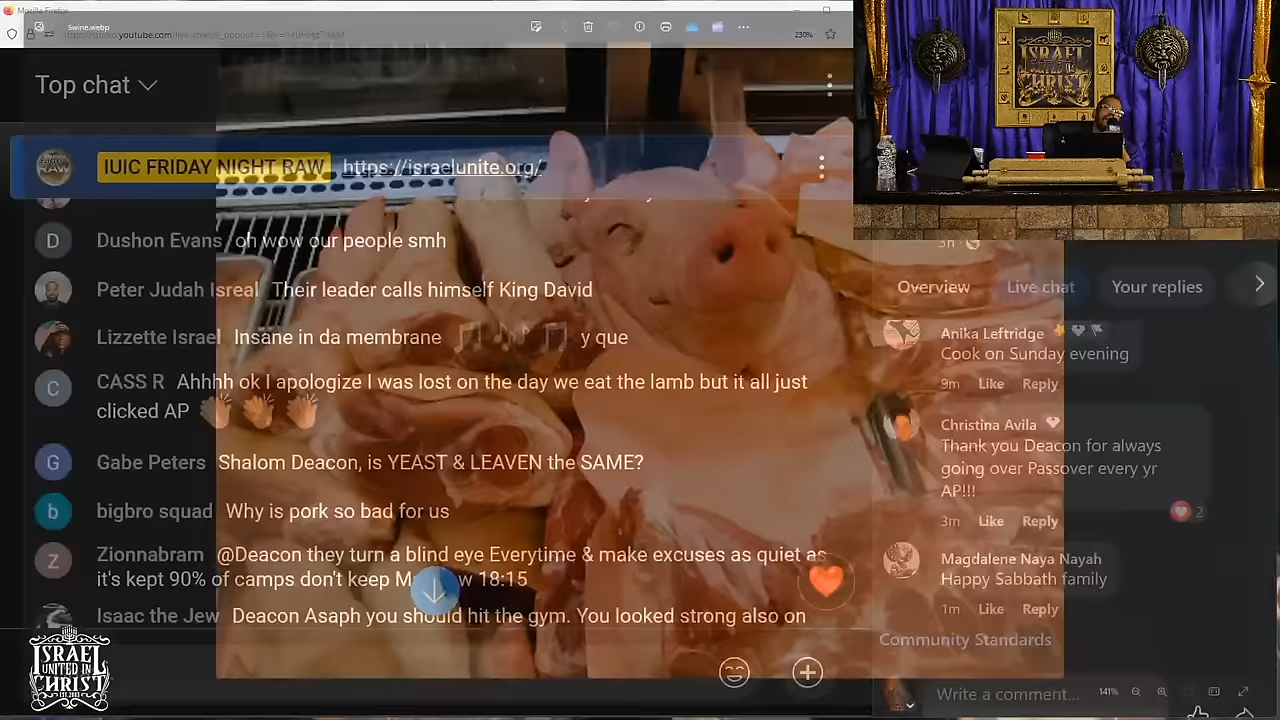 Mozilla Firefox
Swine.webp
230%
Top chat
IUIC FRIDAY NIGHT RAW https://israelunite.org/
Dushon Evans oh wow our people smh
Peter Judah Isreal Their leader calls himself King David
Lizzette Israel Insane in da membrane y que
CASS R Ahhhh ok I apologize I was lost on the day we eat the lamb but it all just
clicked AP
Gabe Peters Shalom Deacon, is YEAST & LEAVEN the SAME?
bigbro squad Why is pork so bad for us
Zionnabram @Deacon they turn a blind eye Everytime & make excuses as quiet as
it's kept 90% of camps don't keep 18:15
Isaac the Jew Deacon Asaph you should hit the gym. You looked strong also on
ISRAEL
UNITED IN
CHRIST
ISRAEL
UNITED IN
CHRIST
3h
Overview Live chat Your replies
Anika Leftridge
Cook on Sunday evening
9m Like Reply
Christina Avila
Thank you Deacon for always
going over Passover every yr
AP!!!
3m Like Reply
2
Magdalene Naya Nayah
Happy Sabbath family
1m Like Reply
Community Standards
Write a comment...
141%